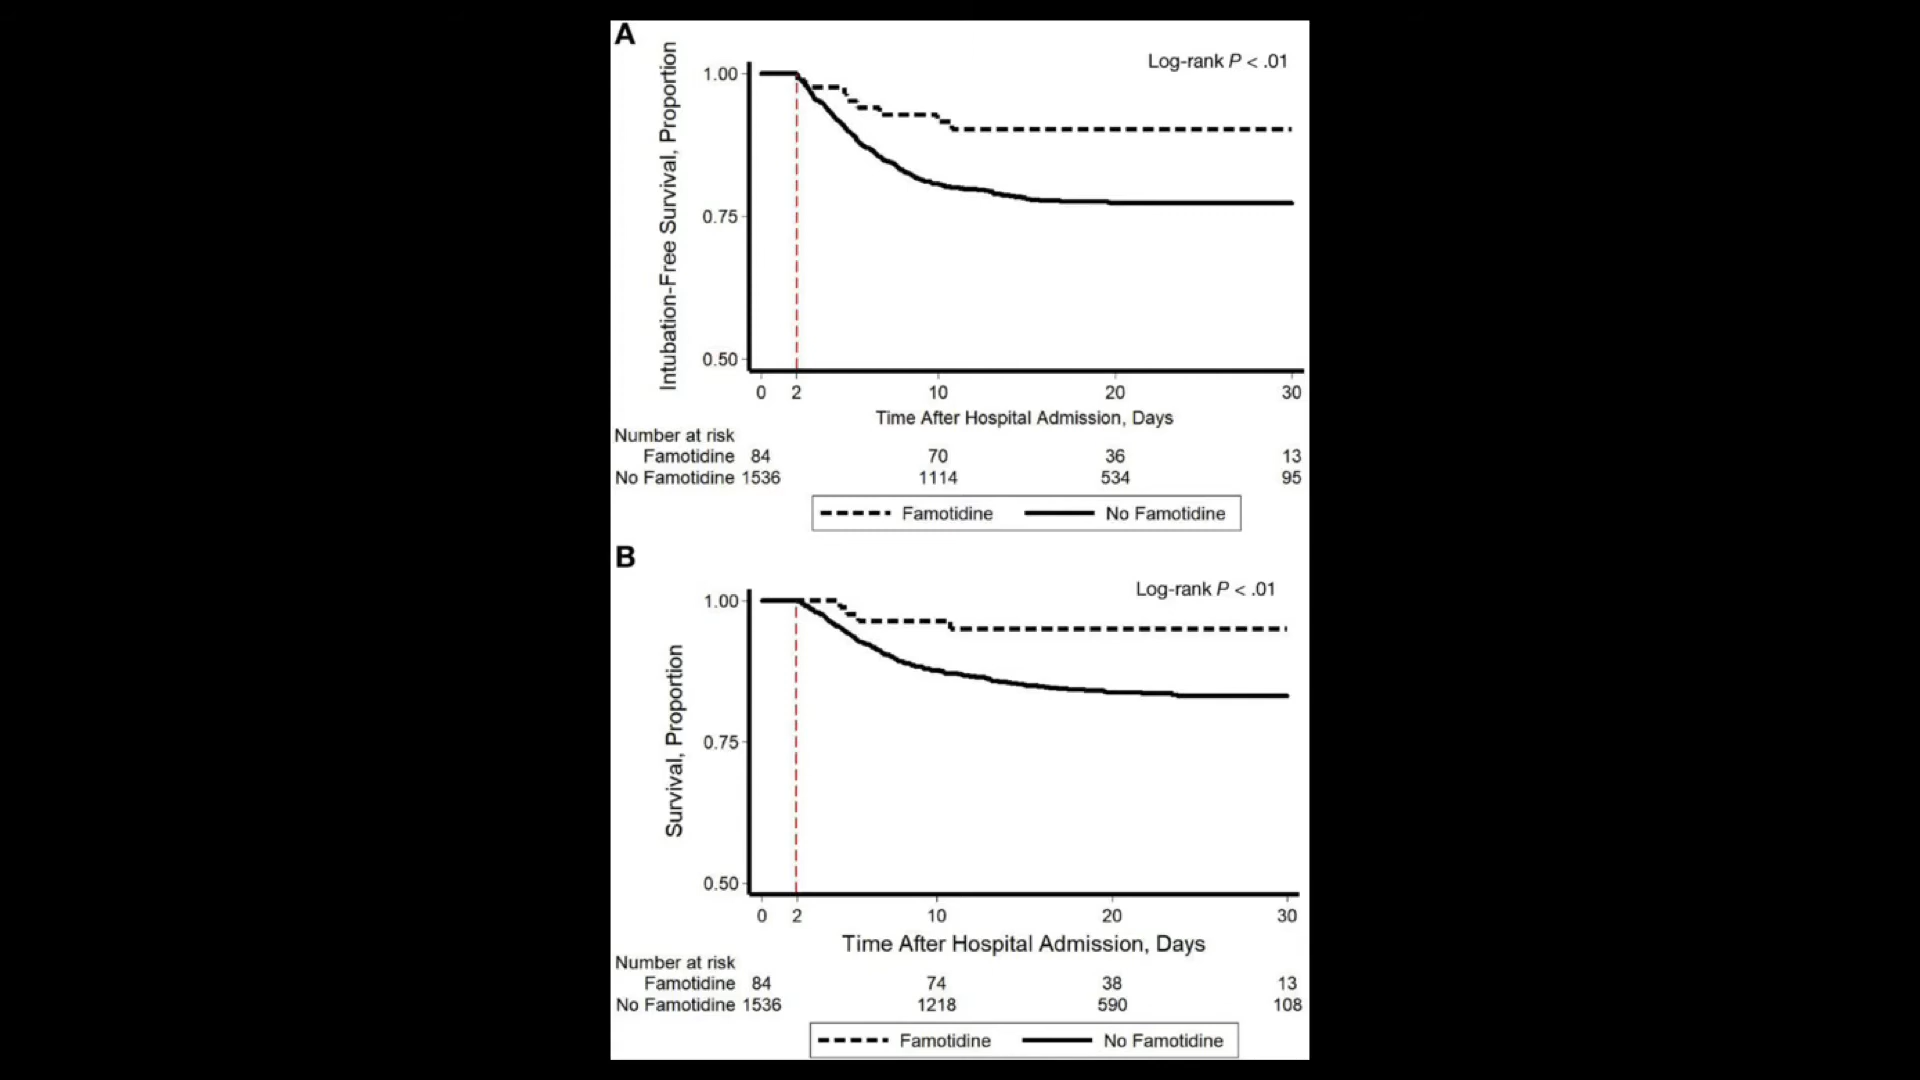 A
Log-rank P < .01
Intubation-Free Survival, Proportion
1.00
0.75
0.50
0 2 10 20 30
Time After Hospital Admission, Days
Number at risk
Famotidine 84 70 36 13
No Famotidine 1536 1114 534 95
Famotidine No Famotidine
B
Log-rank P < .01
Survival, Proportion
1.00
0.75
0.50
0 2 10 20 30
Time After Hospital Admission, Days
Number at risk
Famotidine 84 74 38 13
No Famotidine 1536 1218 590 108
Famotidine No Famotidine